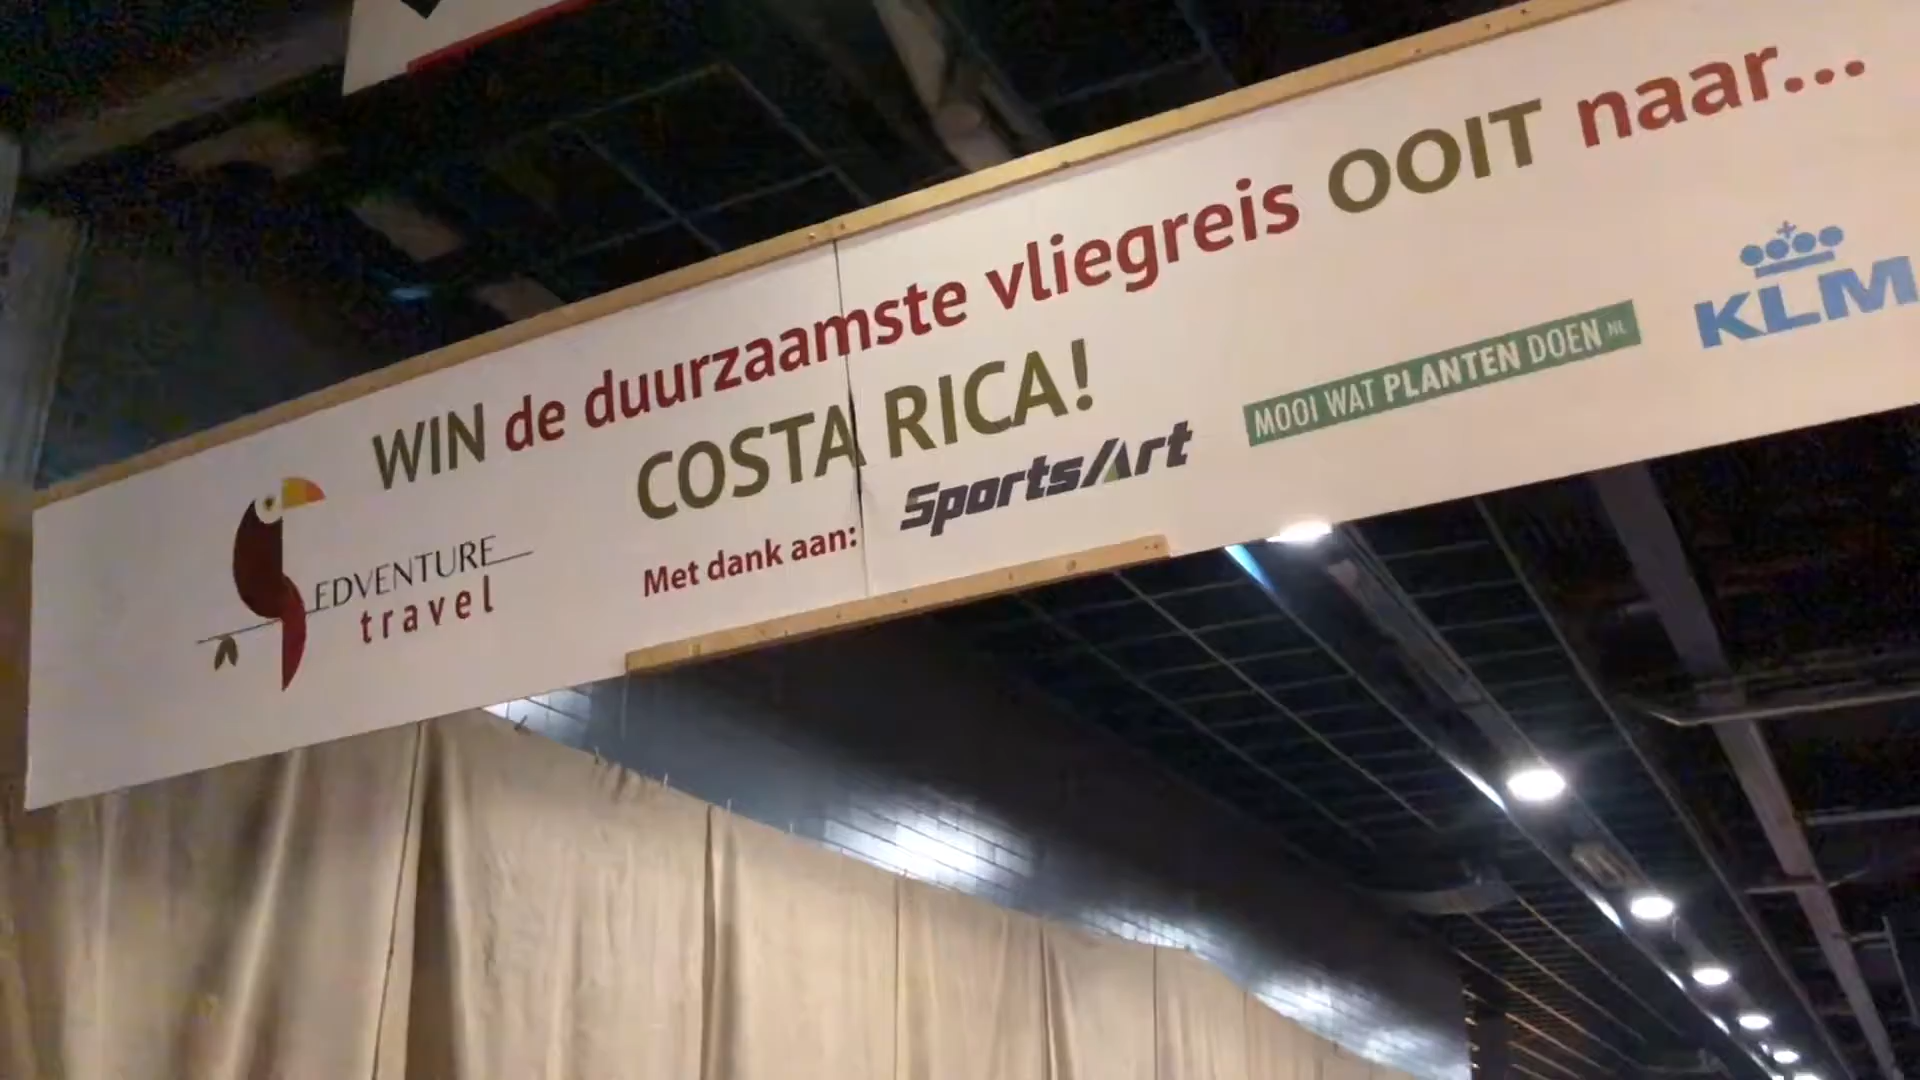 WIN de duurzaamste vliegreis OOIT naar...
COSTA RICA!
EDVENTURE
travel
Met dank aan:
SportsArt
MOOI WAT PLANTEN DOEN.NL
KLM